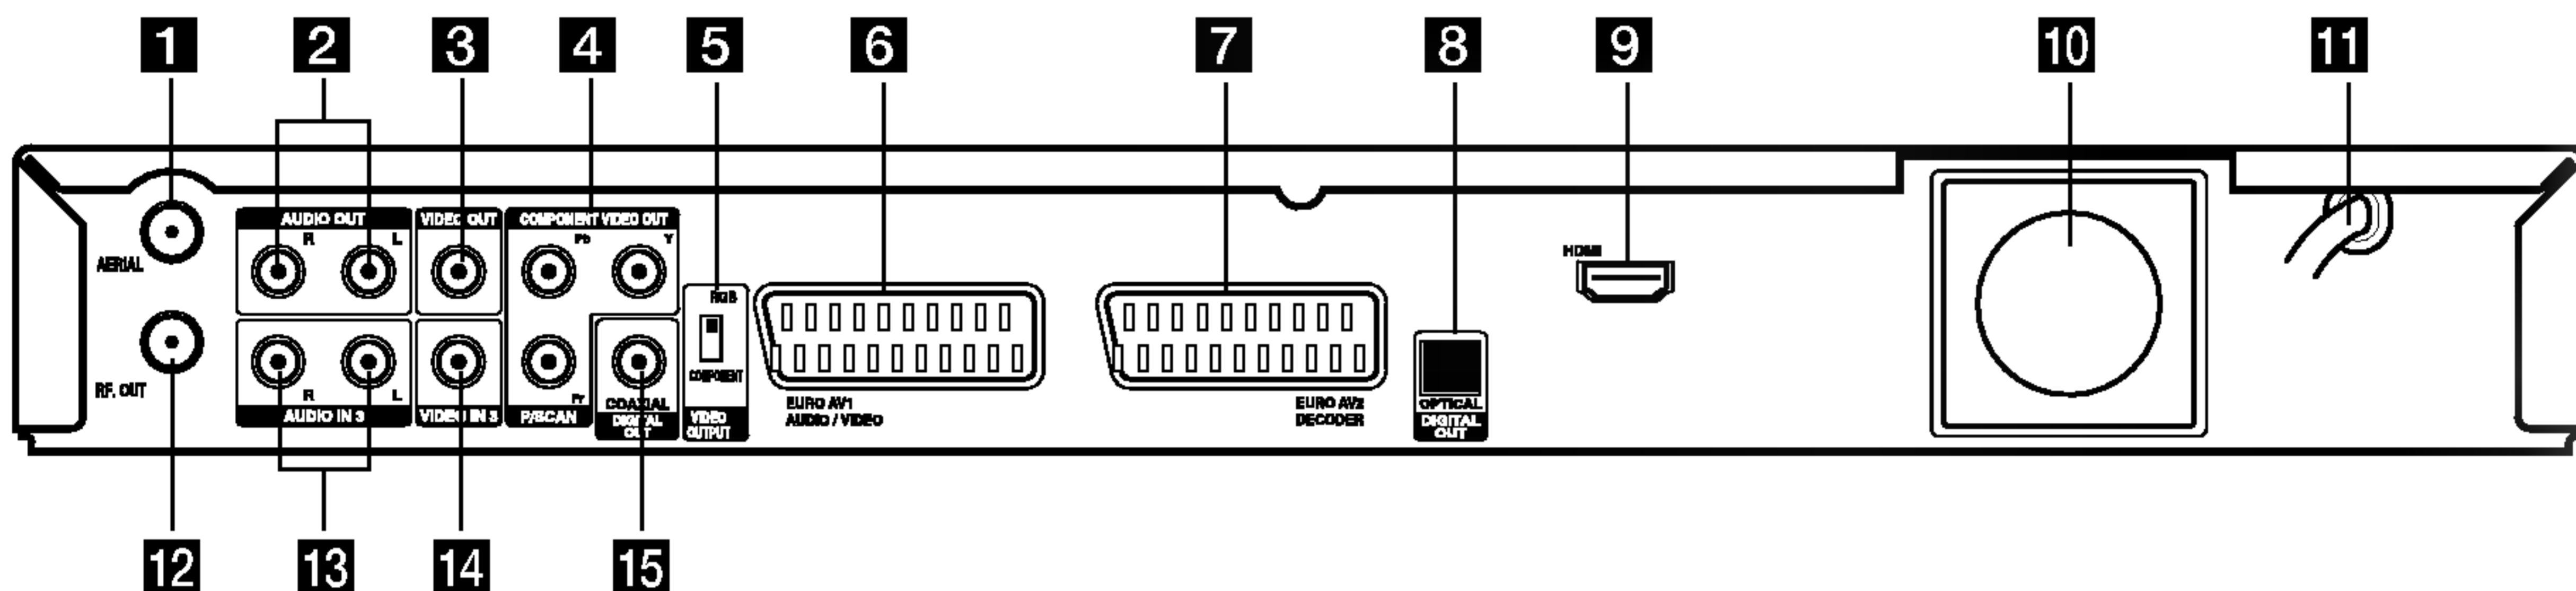 1 2 3 4 5 6 7 8 9 10 11
AUDIO OUT
VIDEO OUT
COMPONENT VIDEO OUT
R L
Pb Y
AERIAL
HDMI
RGB
COMPONENT
VIDEO
OUTPUT
RF. OUT
R L
Pr
AUDIO IN 3
VIDEO IN 3
P/SCAN
COAXIAL
DIGITAL
OUT
EURO AV1
AUDIO / VIDEO
EURO AV2
DECODER
OPTICAL
DIGITAL
OUT
12 13 14 15